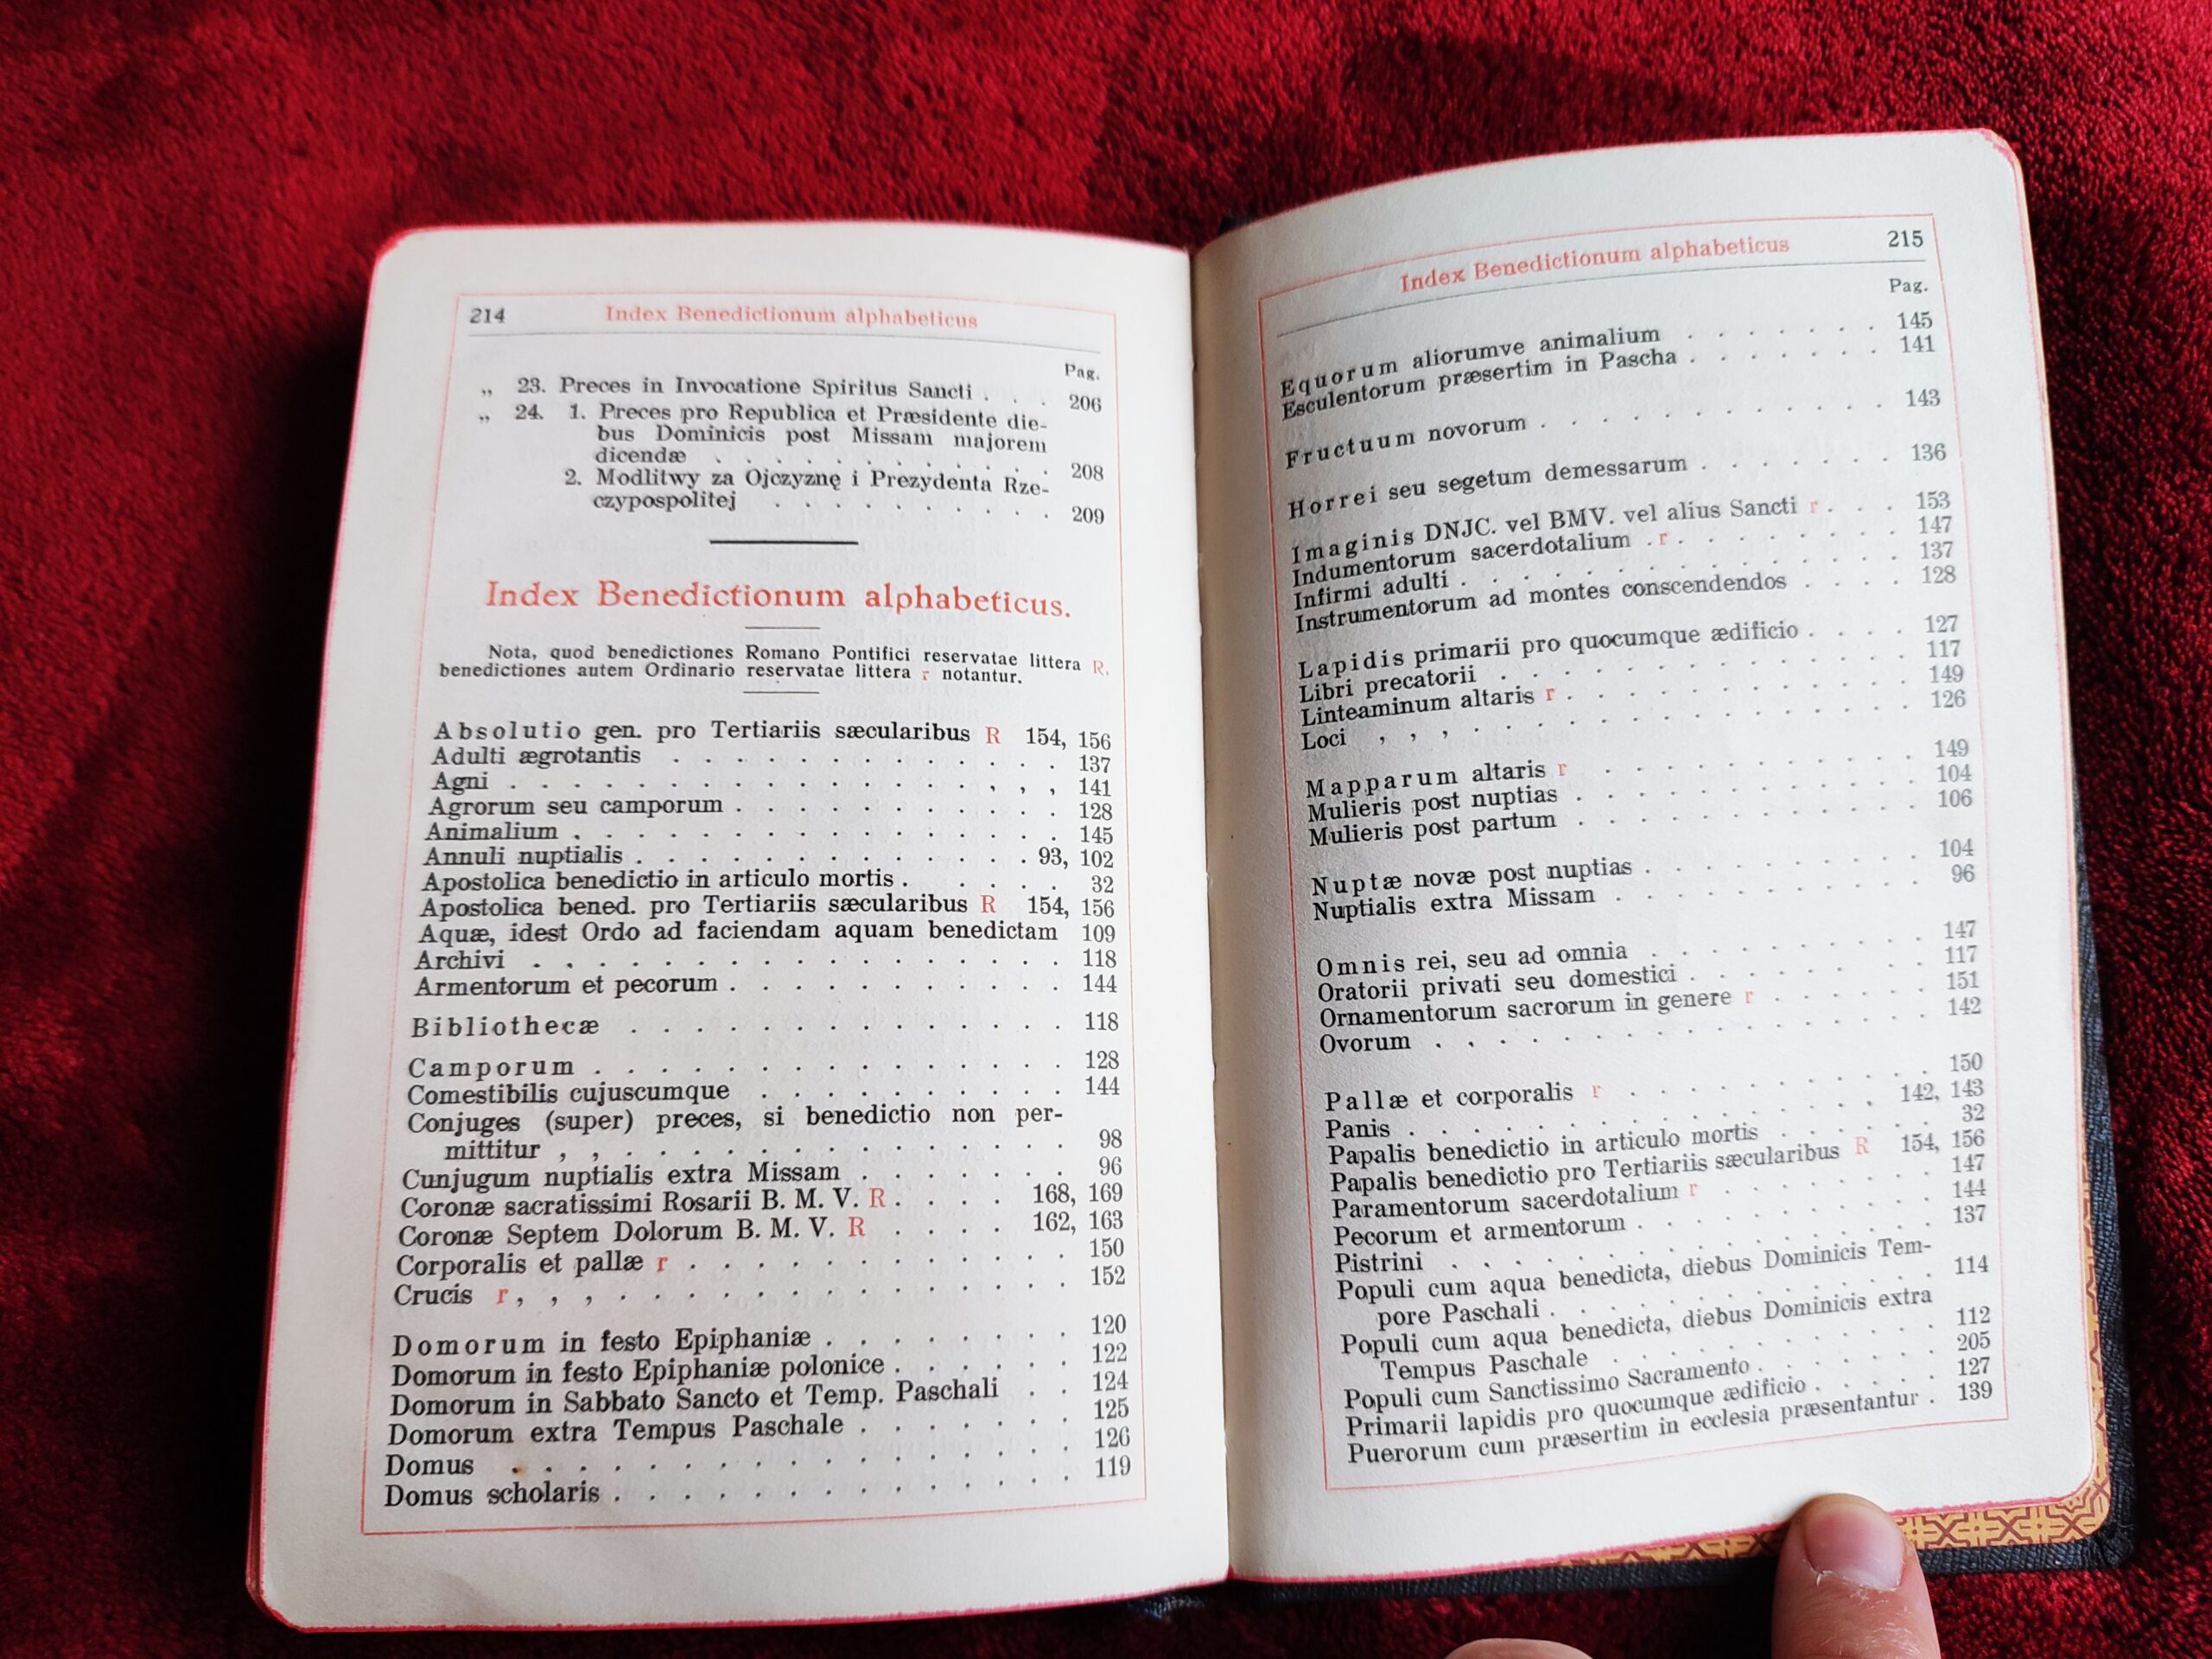 214 Index Benedictionum alphabeticus
Pag.
„ 23. Preces in Invocatione Spiritus Sancti . . . 206
„ 24. 1. Preces pro Republica et Præsidente die-
bus Dominicis post Missam majorem
dicendæ . . . . . . . . . . . 208
2. Modlitwy za Ojczyznę i Prezydenta Rze-
czypospolitej . . . . . . . . . 209
Index Benedictionum alphabeticus.
Nota, quod benedictiones Romano Pontifici reservatae littera R,
benedictiones autem Ordinario reservatae littera r notantur.
Absolutio gen. pro Tertiariis sæcularibus R 154, 156
Adulti ægrotantis . . . . . . . . . . . . 137
Agni . . . . . . . . . . . . . . , , , 141
Agrorum seu camporum . . . . . . . . . . 128
Animalium . . . . . . . . . . . . . . . 145
Annuli nuptialis . . . . . . . . . . . . 93, 102
Apostolica benedictio in articulo mortis . . . . . 32
Apostolica bened. pro Tertiariis sæcularibus R 154, 156
Aquæ, idest Ordo ad faciendam aquam benedictam 109
Archivi . . . . . . . . . . . . . . . . 118
Armentorum et pecorum . . . . . . . . . . 144
Bibliothecæ . . . . . . . . . . . . . 118
Camporum . . . . . . . . . . . . . . 128
Comestibilis cujuscumque . . . . . . . . . 144
Conjuges (super) preces, si benedictio non per-
mittitur , , . . . . . . . . . . . . . 98
Cunjugum nuptialis extra Missam . . . . . . . 96
Coronæ sacratissimi Rosarii B. M. V. R . . . . 168, 169
Coronæ Septem Dolorum B. M. V. R . . . . 162, 163
Corporalis et pallæ r . . . . . . . . . . . 150
Crucis r , , , . . . . . . . . . . . . . 152
Domorum in festo Epiphaniæ . . . . . . . . 120
Domorum in festo Epiphaniæ polonice . . . . . . 122
Domorum in Sabbato Sancto et Temp. Paschali . . 124
Domorum extra Tempus Paschale . . . . . . . 125
Domus . . . . . . . . . . . . . . . . 126
Domus scholaris . . . . . . . . . . . . . 119
Index Benedictionum alphabeticus 215
Pag.
Equorum aliorumve animalium . . . . . . . 145
Esculentorum præsertim in Pascha . . . . . . . 141
Fructuum novorum . . . . . . . . . . . 143
Horrei seu segetum demessarum . . . . . . . 136
Imaginis DNJC. vel BMV. vel alius Sancti r . . . 153
Indumentorum sacerdotalium . r . . . . . . . . 147
Infirmi adulti . . . . . . . . . . . . . . 137
Instrumentorum ad montes conscendendos . . . . 128
Lapidis primarii pro quocumque ædificio . . . . 127
Libri precatorii . . . . . . . . . . . . . 117
Linteaminum altaris r . . . . . . . . . . . 149
Loci , , , . . . . . . . . . . . . . . 126
Mapparum altaris r . . . . . . . . . . . 149
Mulieris post nuptias . . . . . . . . . . . 104
Mulieris post partum . . . . . . . . . . . 106
Nuptæ novæ post nuptias . . . . . . . . . 104
Nuptialis extra Missam . . . . . . . . . . 96
Omnis rei, seu ad omnia . . . . . . . . . 147
Oratorii privati seu domestici . . . . . . . . 117
Ornamentorum sacrorum in genere r . . . . . . 151
Ovorum . . . . . . . . . . . . . . . . 142
Pallæ et corporalis r . . . . . . . . . . 150
Panis . . . . . . . . . . . . . . . 142, 143
Papalis benedictio in articulo mortis . . . . . . 32
Papalis benedictio pro Tertiariis sæcularibus R 154, 156
Paramentorum sacerdotalium r . . . . . . . . 147
Pecorum et armentorum . . . . . . . . . . 144
Pistrini . . . . . . . . . . . . . . . . 137
Populi cum aqua benedicta, diebus Dominicis Tem-
pore Paschali . . . . . . . . . . . . . 114
Populi cum aqua benedicta, diebus Dominicis extra
Tempus Paschale . . . . . . . . . . . 112
Populi cum Sanctissimo Sacramento . . . . . . . 205
Primarii lapidis pro quocumque ædificio . . . . . 127
Puerorum cum præsertim in ecclesia præsentantur . 139